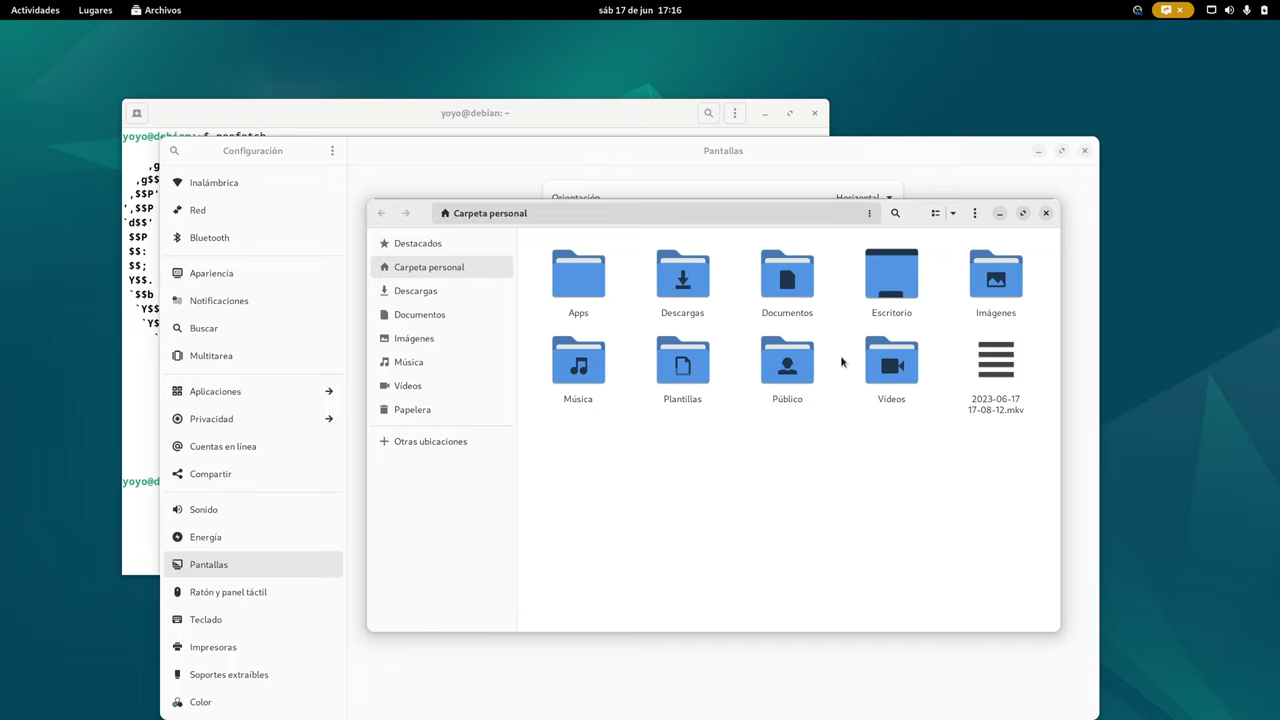 Actividades Lugares Archivos sáb 17 de jun 17:16
yoyo@debian: ~
yoyo@debian:~$ neofetch
,g
,g$$
,$$P'
',$$P
`d$$'
$$P
$$:
$$;
Y$$.
`$$b
`Y$$
`Y$
`
yoyo@d
Configuración
Inalámbrica
Red
Bluetooth
Apariencia
Notificaciones
Buscar
Multitarea
Aplicaciones
Privacidad
Cuentas en línea
Compartir
Sonido
Energía
Pantallas
Ratón y panel táctil
Teclado
Impresoras
Soportes extraíbles
Color
Pantallas
Orientación Horizontal
Carpeta personal
Destacados
Carpeta personal
Descargas
Documentos
Imágenes
Música
Vídeos
Papelera
Otras ubicaciones
Apps Descargas Documentos Escritorio Imágenes
Música Plantillas Público Vídeos 2023-06-17
17-08-12.mkv